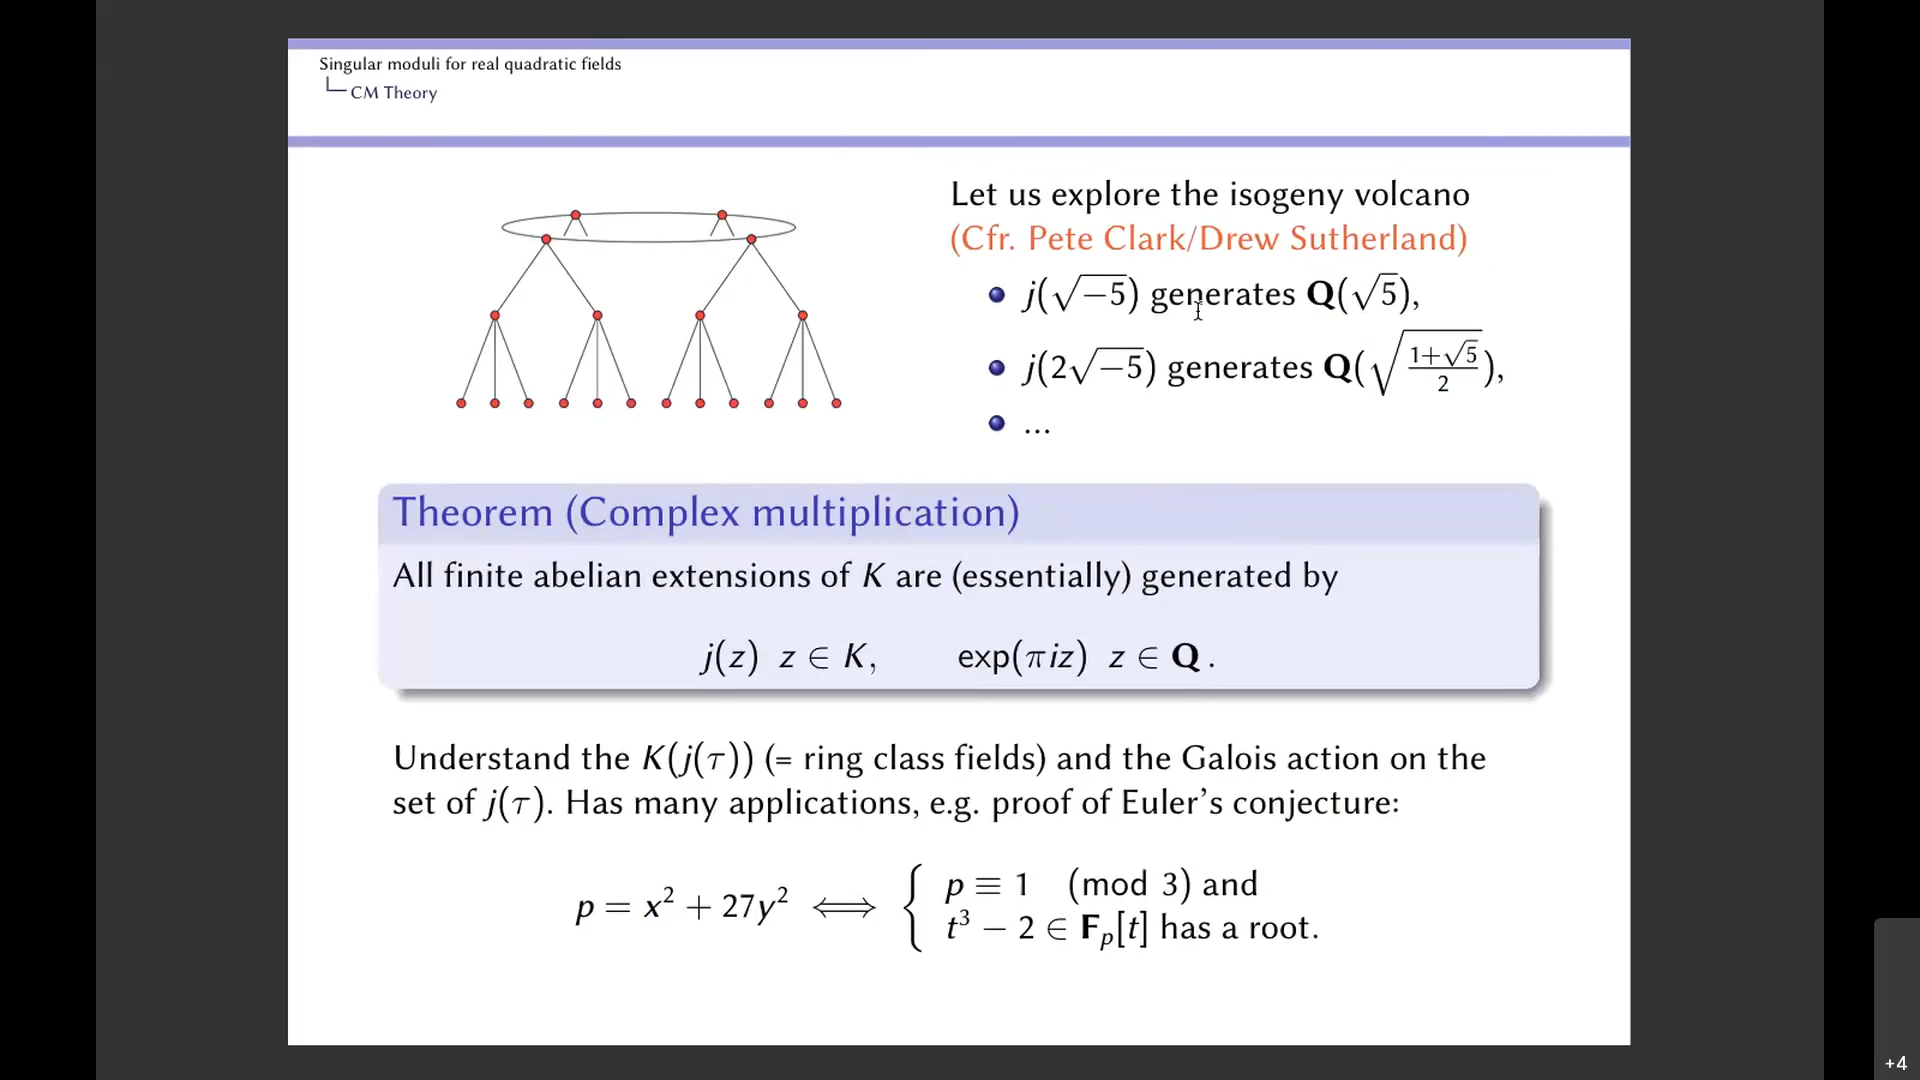 Singular moduli for real quadratic fields
CM Theory
Let us explore the isogeny volcano
(Cfr. Pete Clark/Drew Sutherland)
j(√−5) generates Q(√5),
j(2√−5) generates Q(√((1+√5)/2)),
...
Theorem (Complex multiplication)
All finite abelian extensions of K are (essentially) generated by
j(z) z ∈ K, exp(πiz) z ∈ Q.
Understand the K(j(τ)) (= ring class fields) and the Galois action on the
set of j(τ). Has many applications, e.g. proof of Euler's conjecture:
p = x² + 27y² ⟺ { p ≡ 1 (mod 3) and
t³ − 2 ∈ Fₚ[t] has a root.
+4